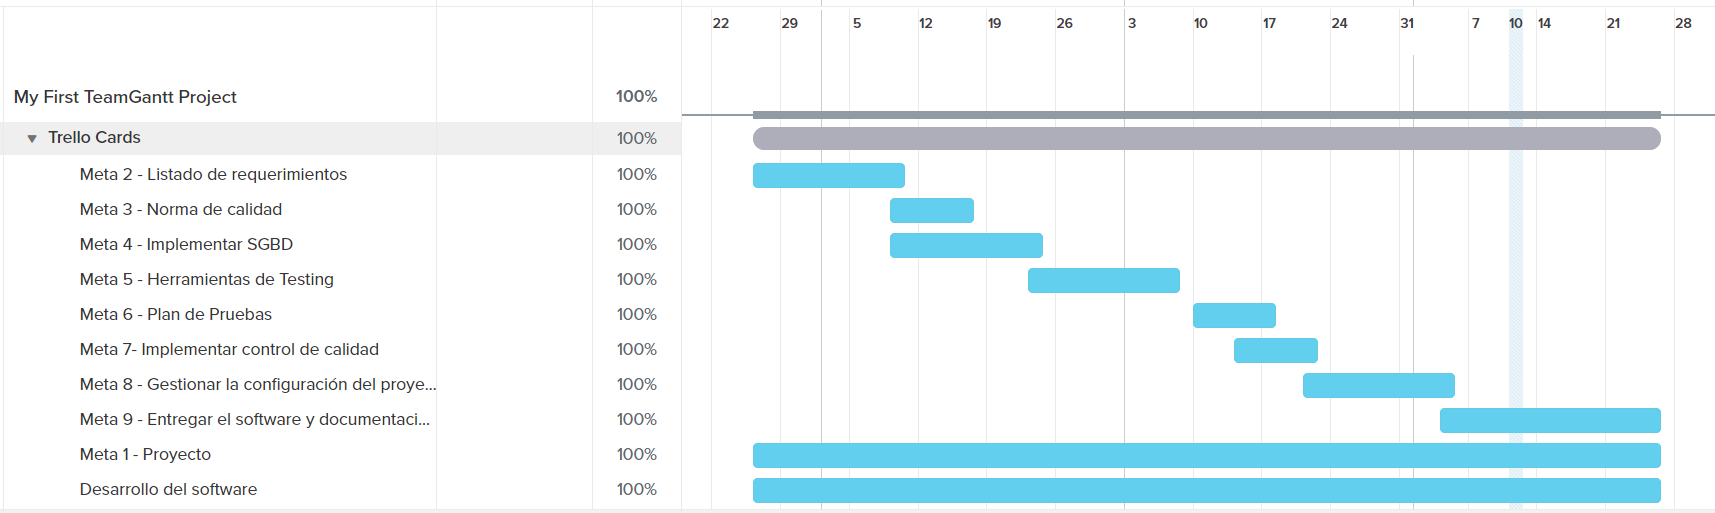 22 29 5 12 19 26 3 10 17 24 31 7 10 14 21 28
My First TeamGantt Project 100%
Trello Cards 100%
Meta 2 - Listado de requerimientos 100%
Meta 3 - Norma de calidad 100%
Meta 4 - Implementar SGBD 100%
Meta 5 - Herramientas de Testing 100%
Meta 6 - Plan de Pruebas 100%
Meta 7- Implementar control de calidad 100%
Meta 8 - Gestionar la configuración del proye... 100%
Meta 9 - Entregar el software y documentaci... 100%
Meta 1 - Proyecto 100%
Desarrollo del software 100%